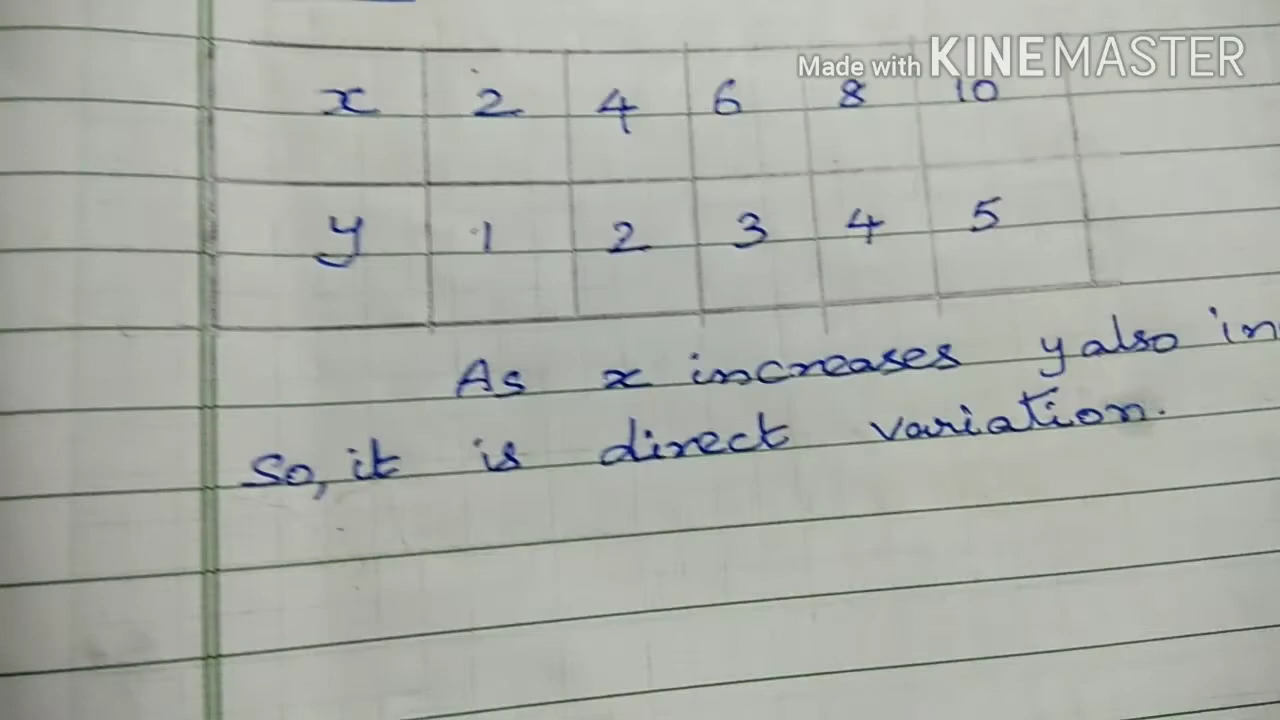 Made with KINEMASTER
x 2 4 6 8 10
y 1 2 3 4 5
As x increases y also in
So, it is direct variation.